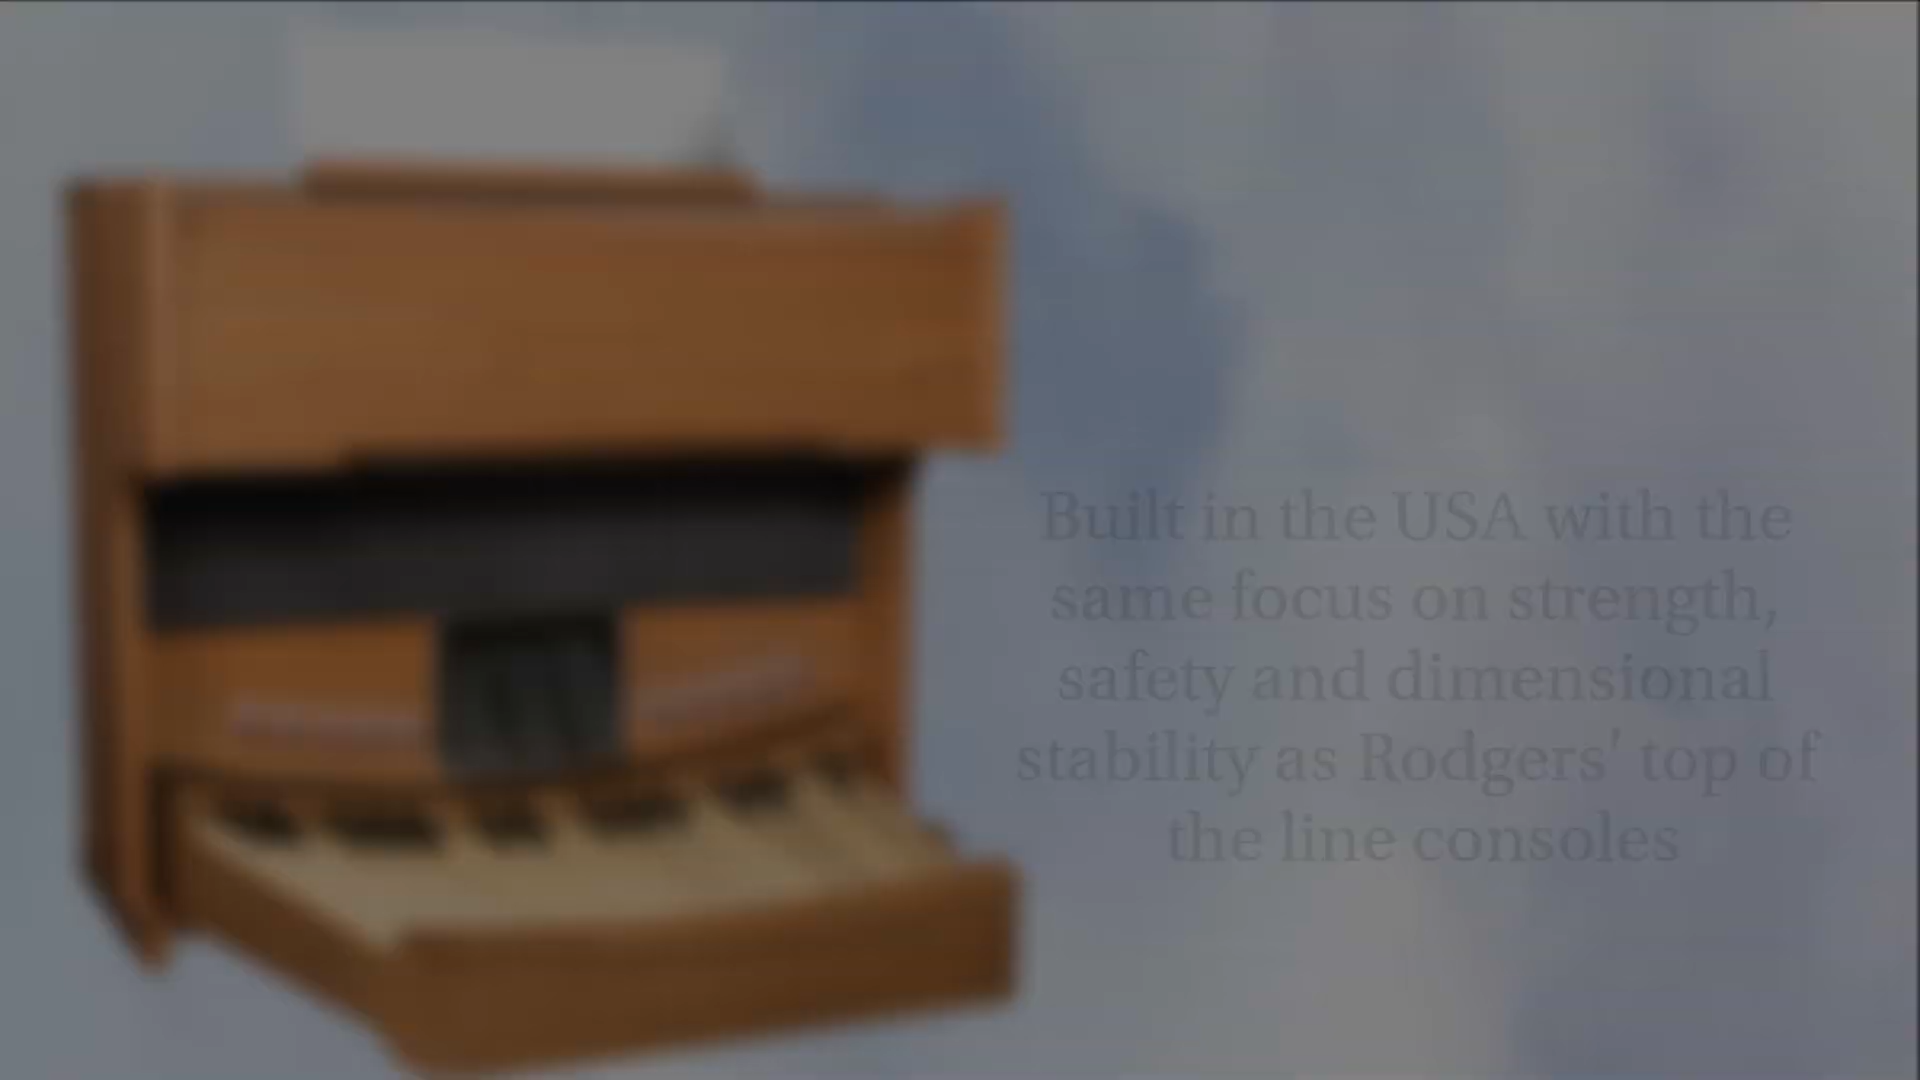 Built in the USA with the
same focus on strength,
safety and dimensional
stability as Rodgers' top of
the line consoles